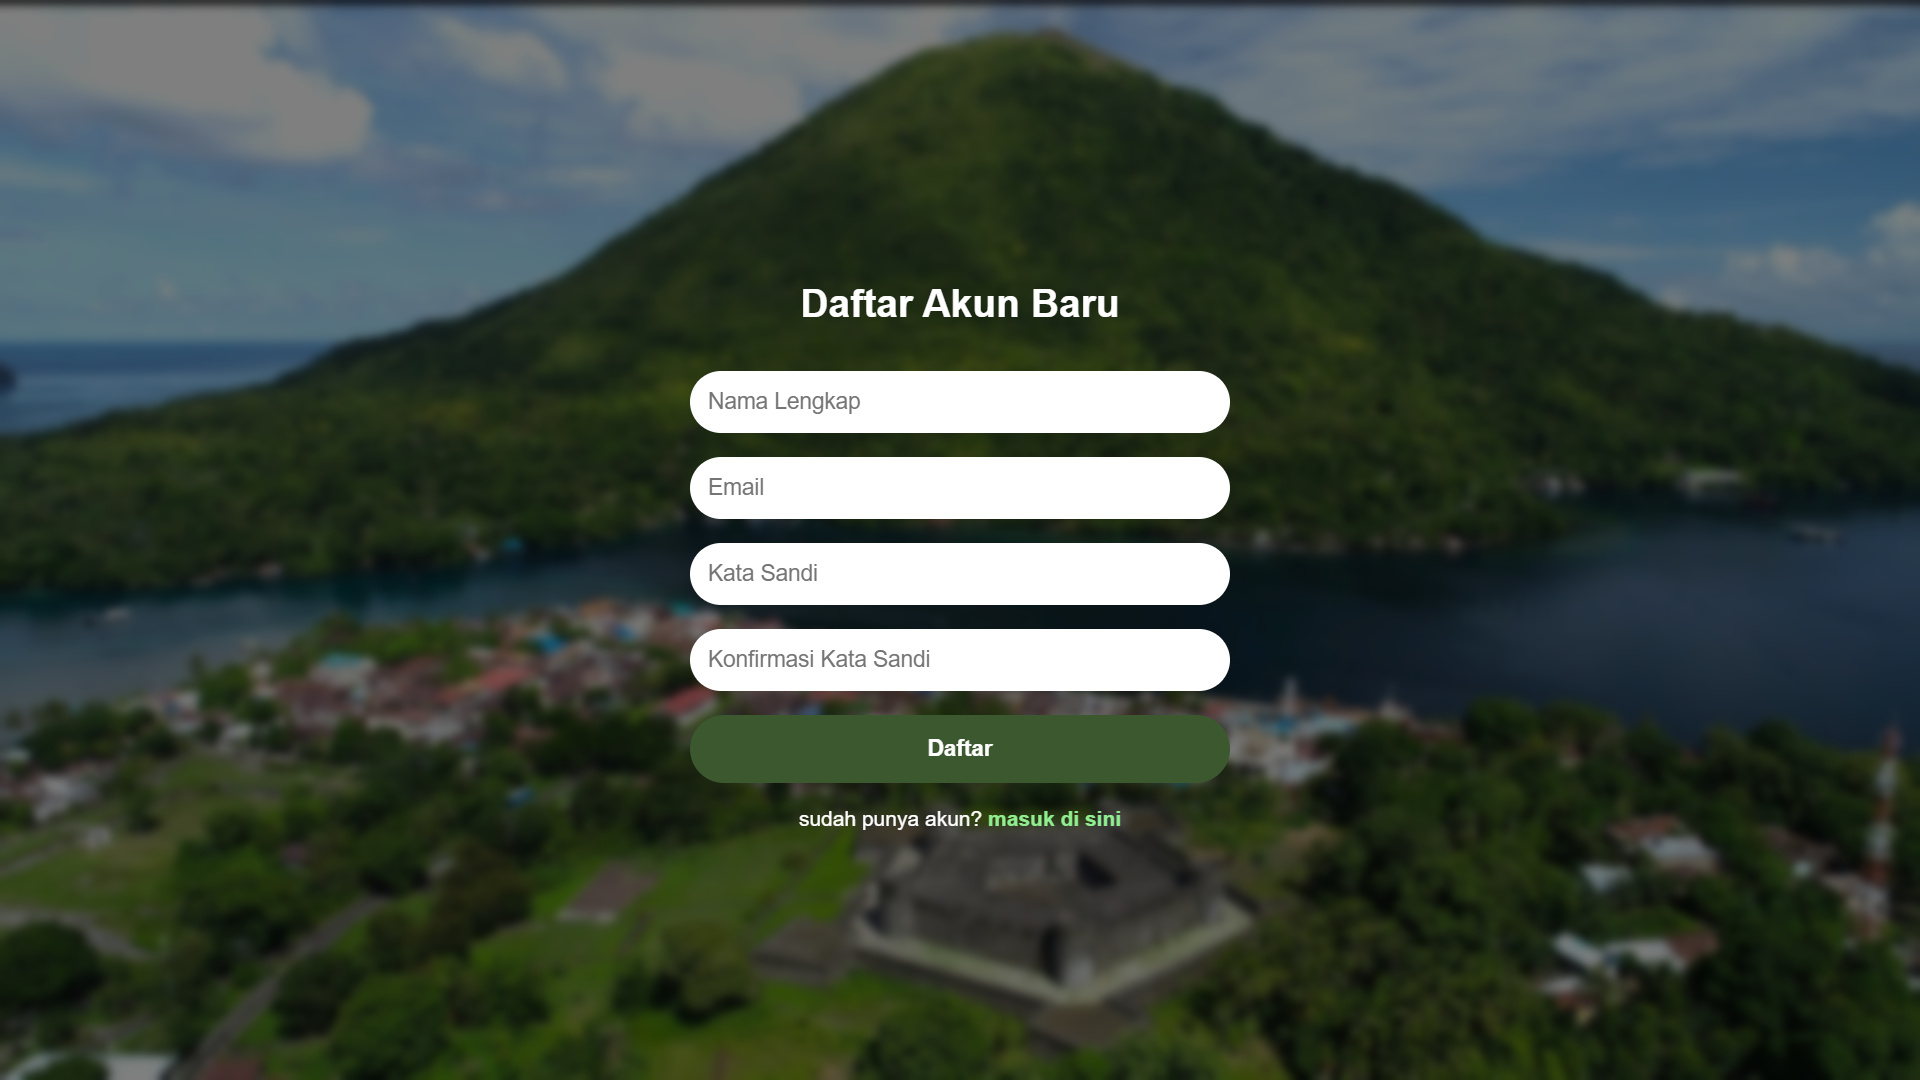 Daftar Akun Baru
Nama Lengkap
Email
Kata Sandi
Konfirmasi Kata Sandi
Daftar
sudah punya akun? masuk di sini